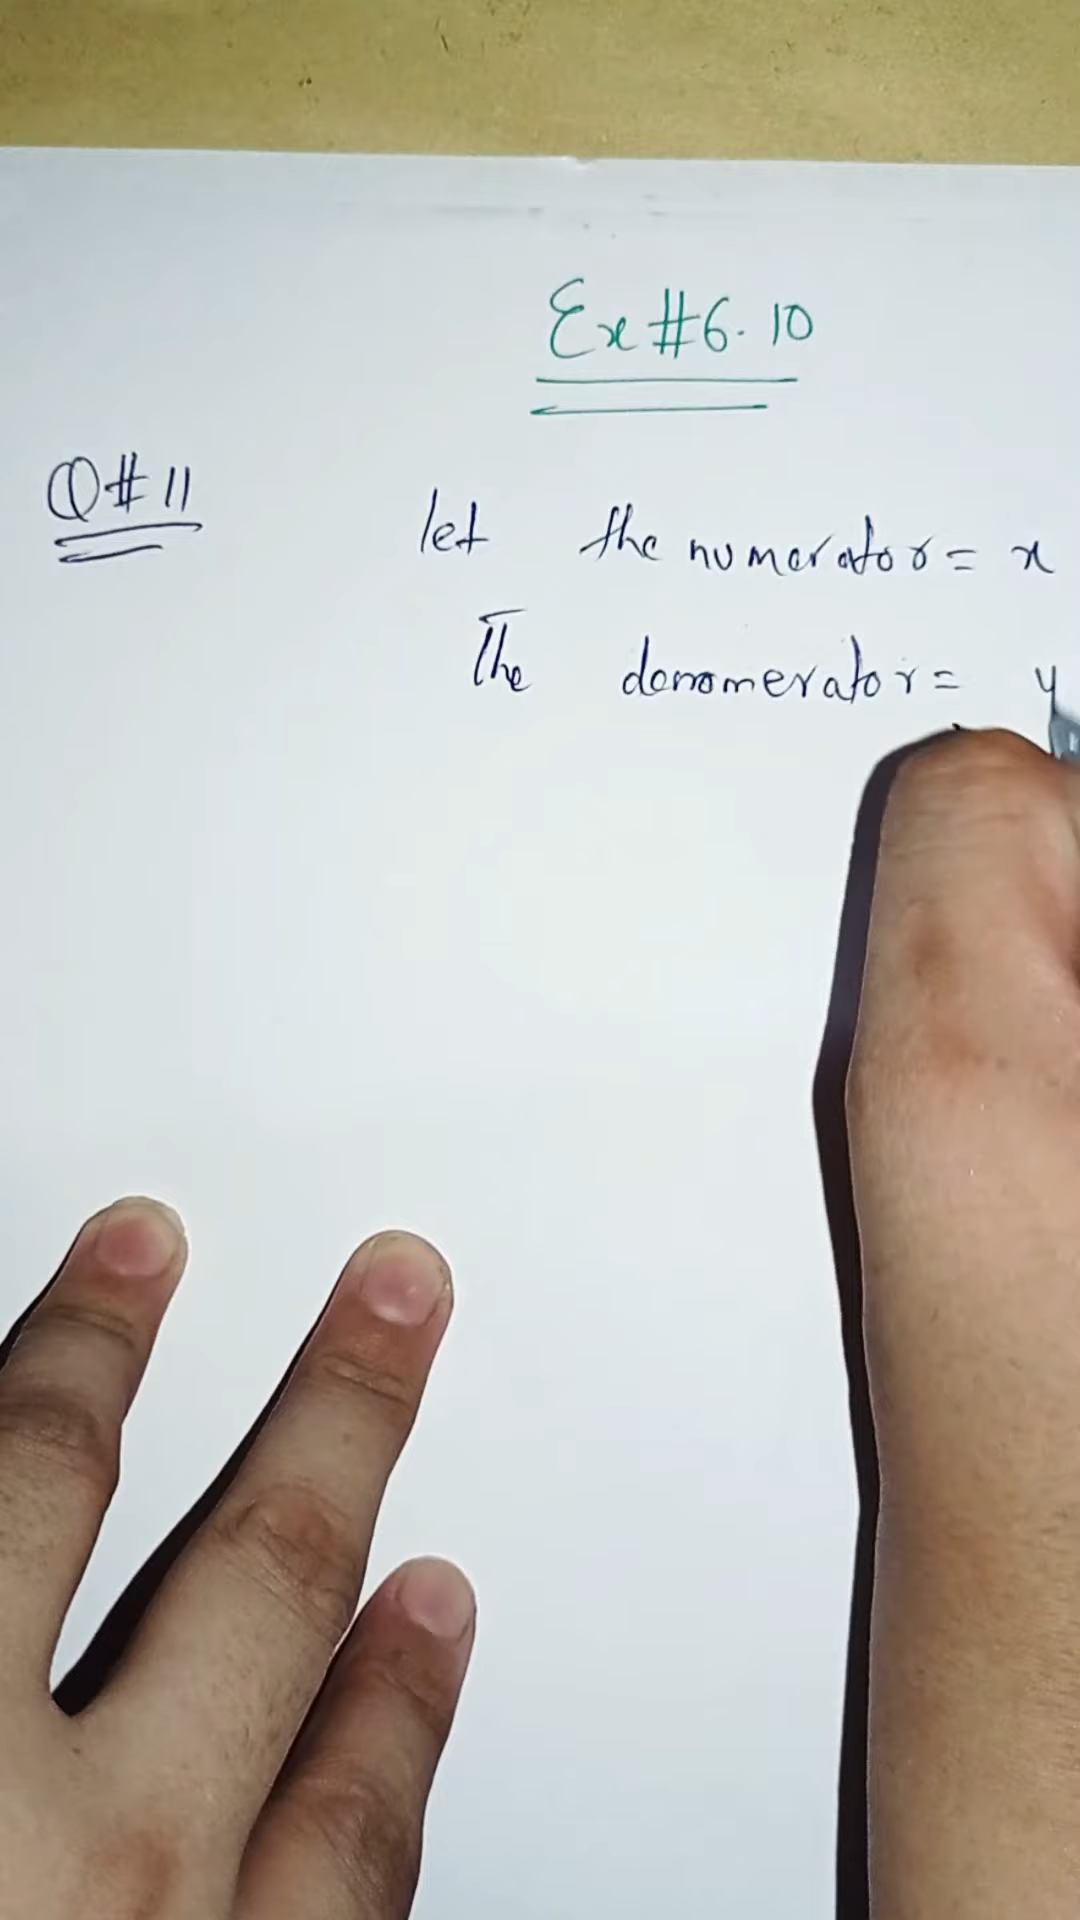 Ex #6.10
Q#11
let the numerator = x
The denomerator = y